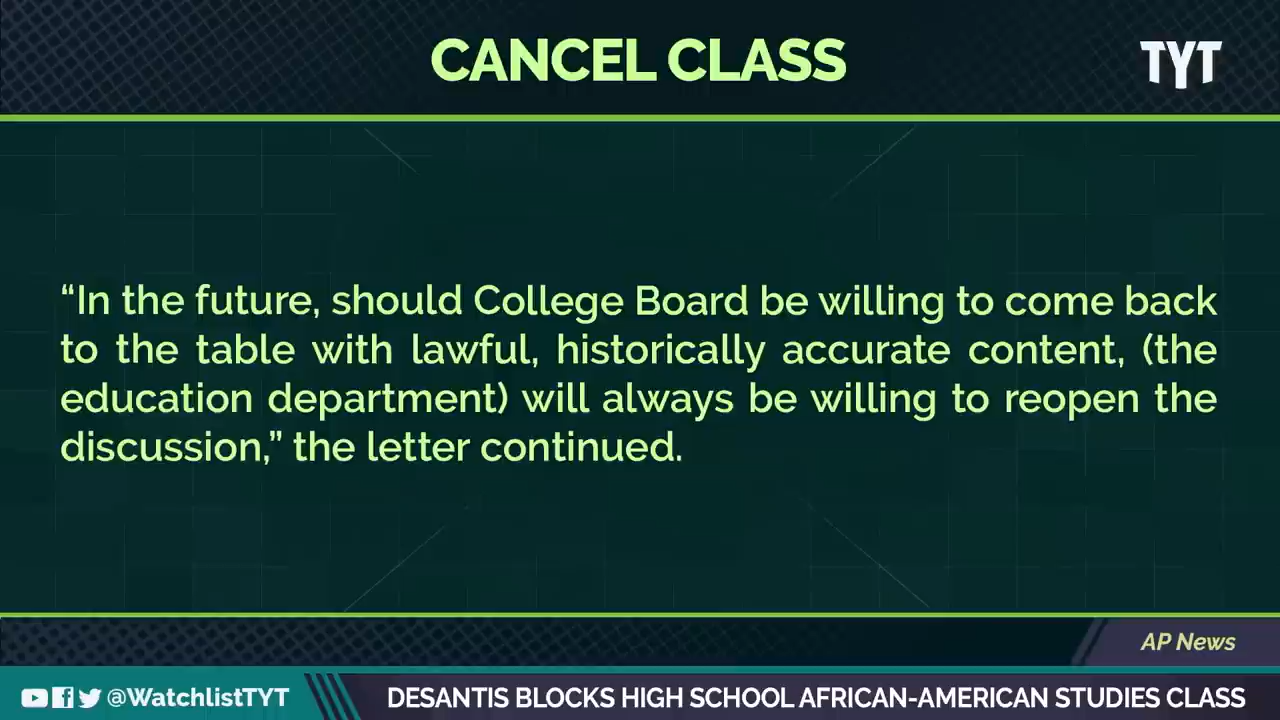 CANCEL CLASS
TYT
“In the future, should College Board be willing to come back
to the table with lawful, historically accurate content, (the
education department) will always be willing to reopen the
discussion,” the letter continued.
AP News
@WatchlistTYT
DESANTIS BLOCKS HIGH SCHOOL AFRICAN-AMERICAN STUDIES CLASS